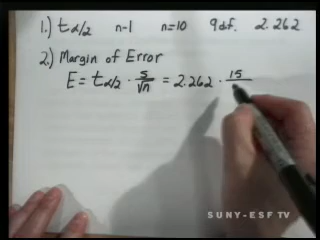 1.) tα/2 n-1 n=10 9 d.f. 2.262
2.) Margin of Error
E = tα/2 · s/√n = 2.262 · 15
SUNY-ESF TV